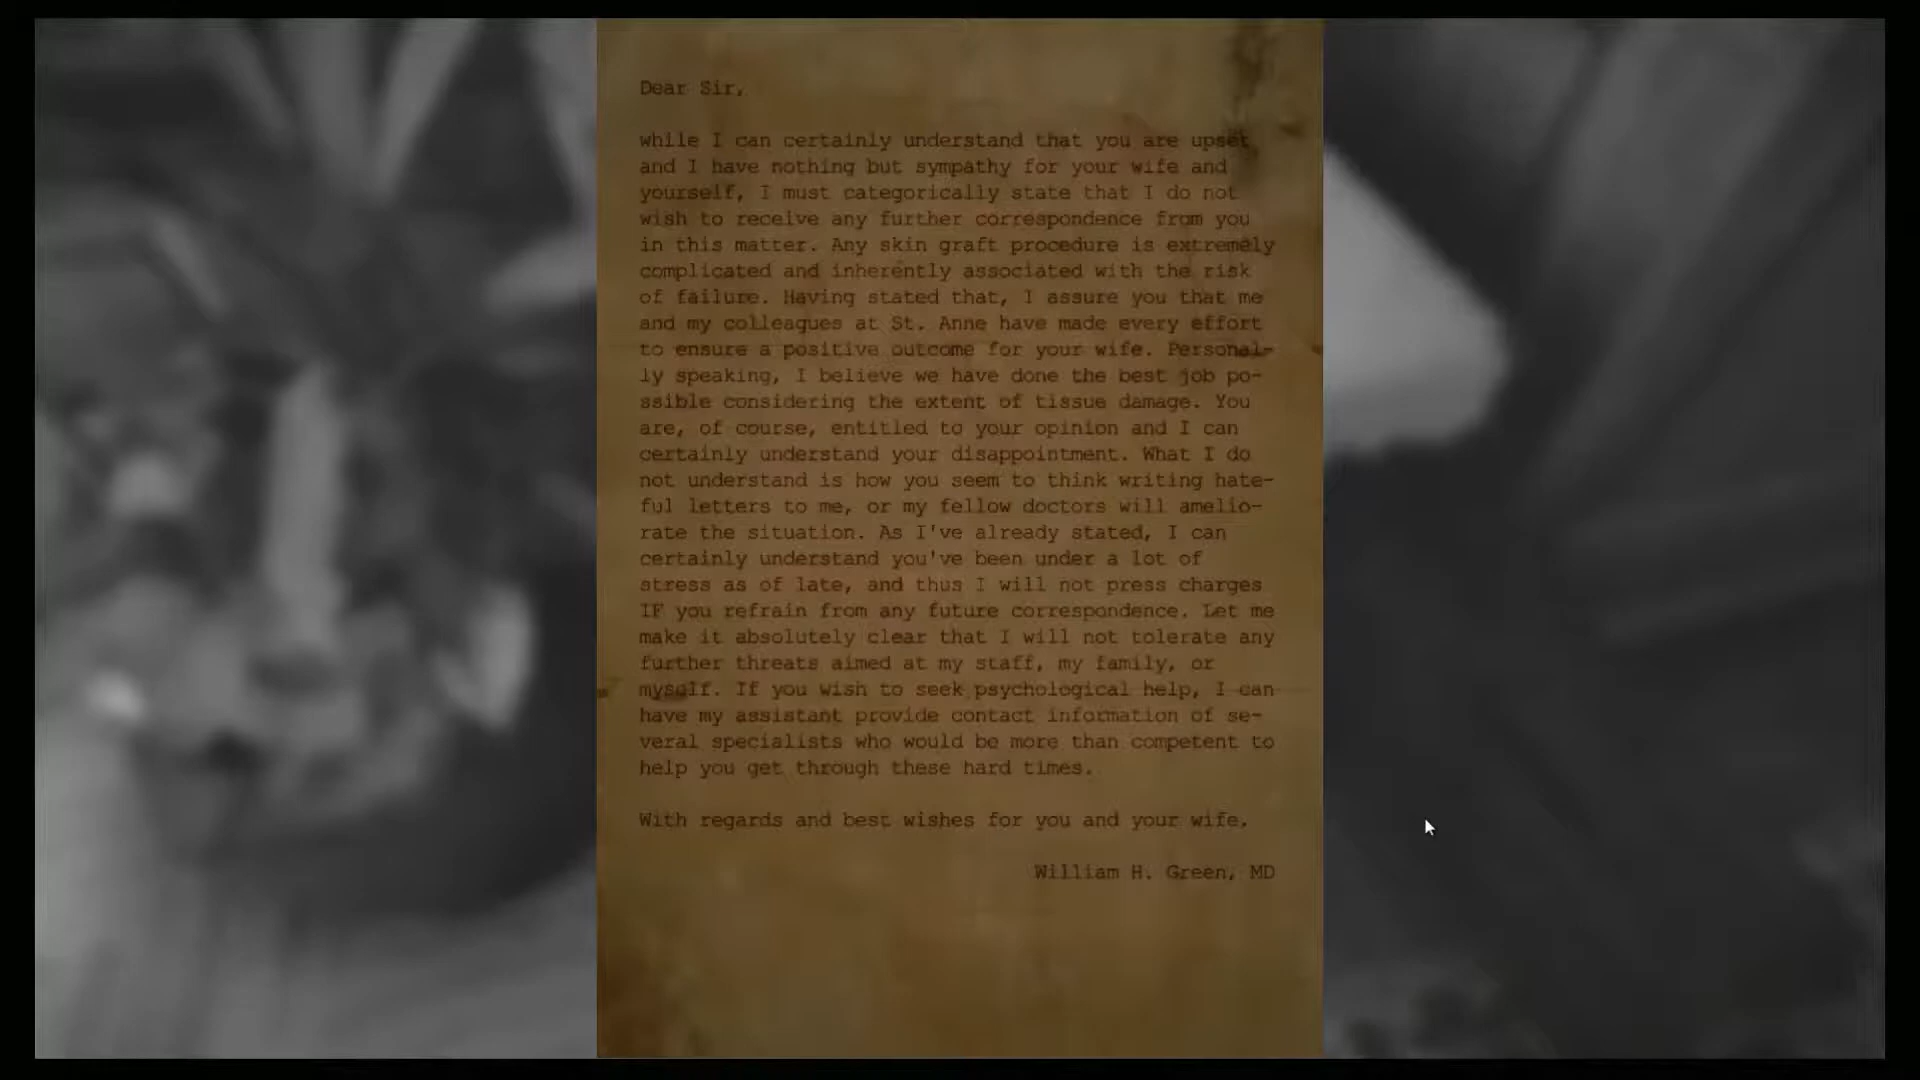 Dear Sir,
while I can certainly understand that you are upset
and I have nothing but sympathy for your wife and
yourself, I must categorically state that I do not
wish to receive any further correspondence from you
in this matter. Any skin graft procedure is extremely
complicated and inherently associated with the risk
of failure. Having stated that, I assure you that me
and my colleagues at St. Anne have made every effort
to ensure a positive outcome for your wife. Personal-
ly speaking, I believe we have done the best job po-
ssible considering the extent of tissue damage. You
are, of course, entitled to your opinion and I can
certainly understand your disappointment. What I do
not understand is how you seem to think writing hate-
ful letters to me, or my fellow doctors will amelio-
rate the situation. As I've already stated, I can
certainly understand you've been under a lot of
stress as of late, and thus I will not press charges
IF you refrain from any future correspondence. Let me
make it absolutely clear that I will not tolerate any
further threats aimed at my staff, my family, or
myself. If you wish to seek psychological help, I can
have my assistant provide contact information of se-
veral specialists who would be more than competent to
help you get through these hard times.
With regards and best wishes for you and your wife,
William H. Green, MD